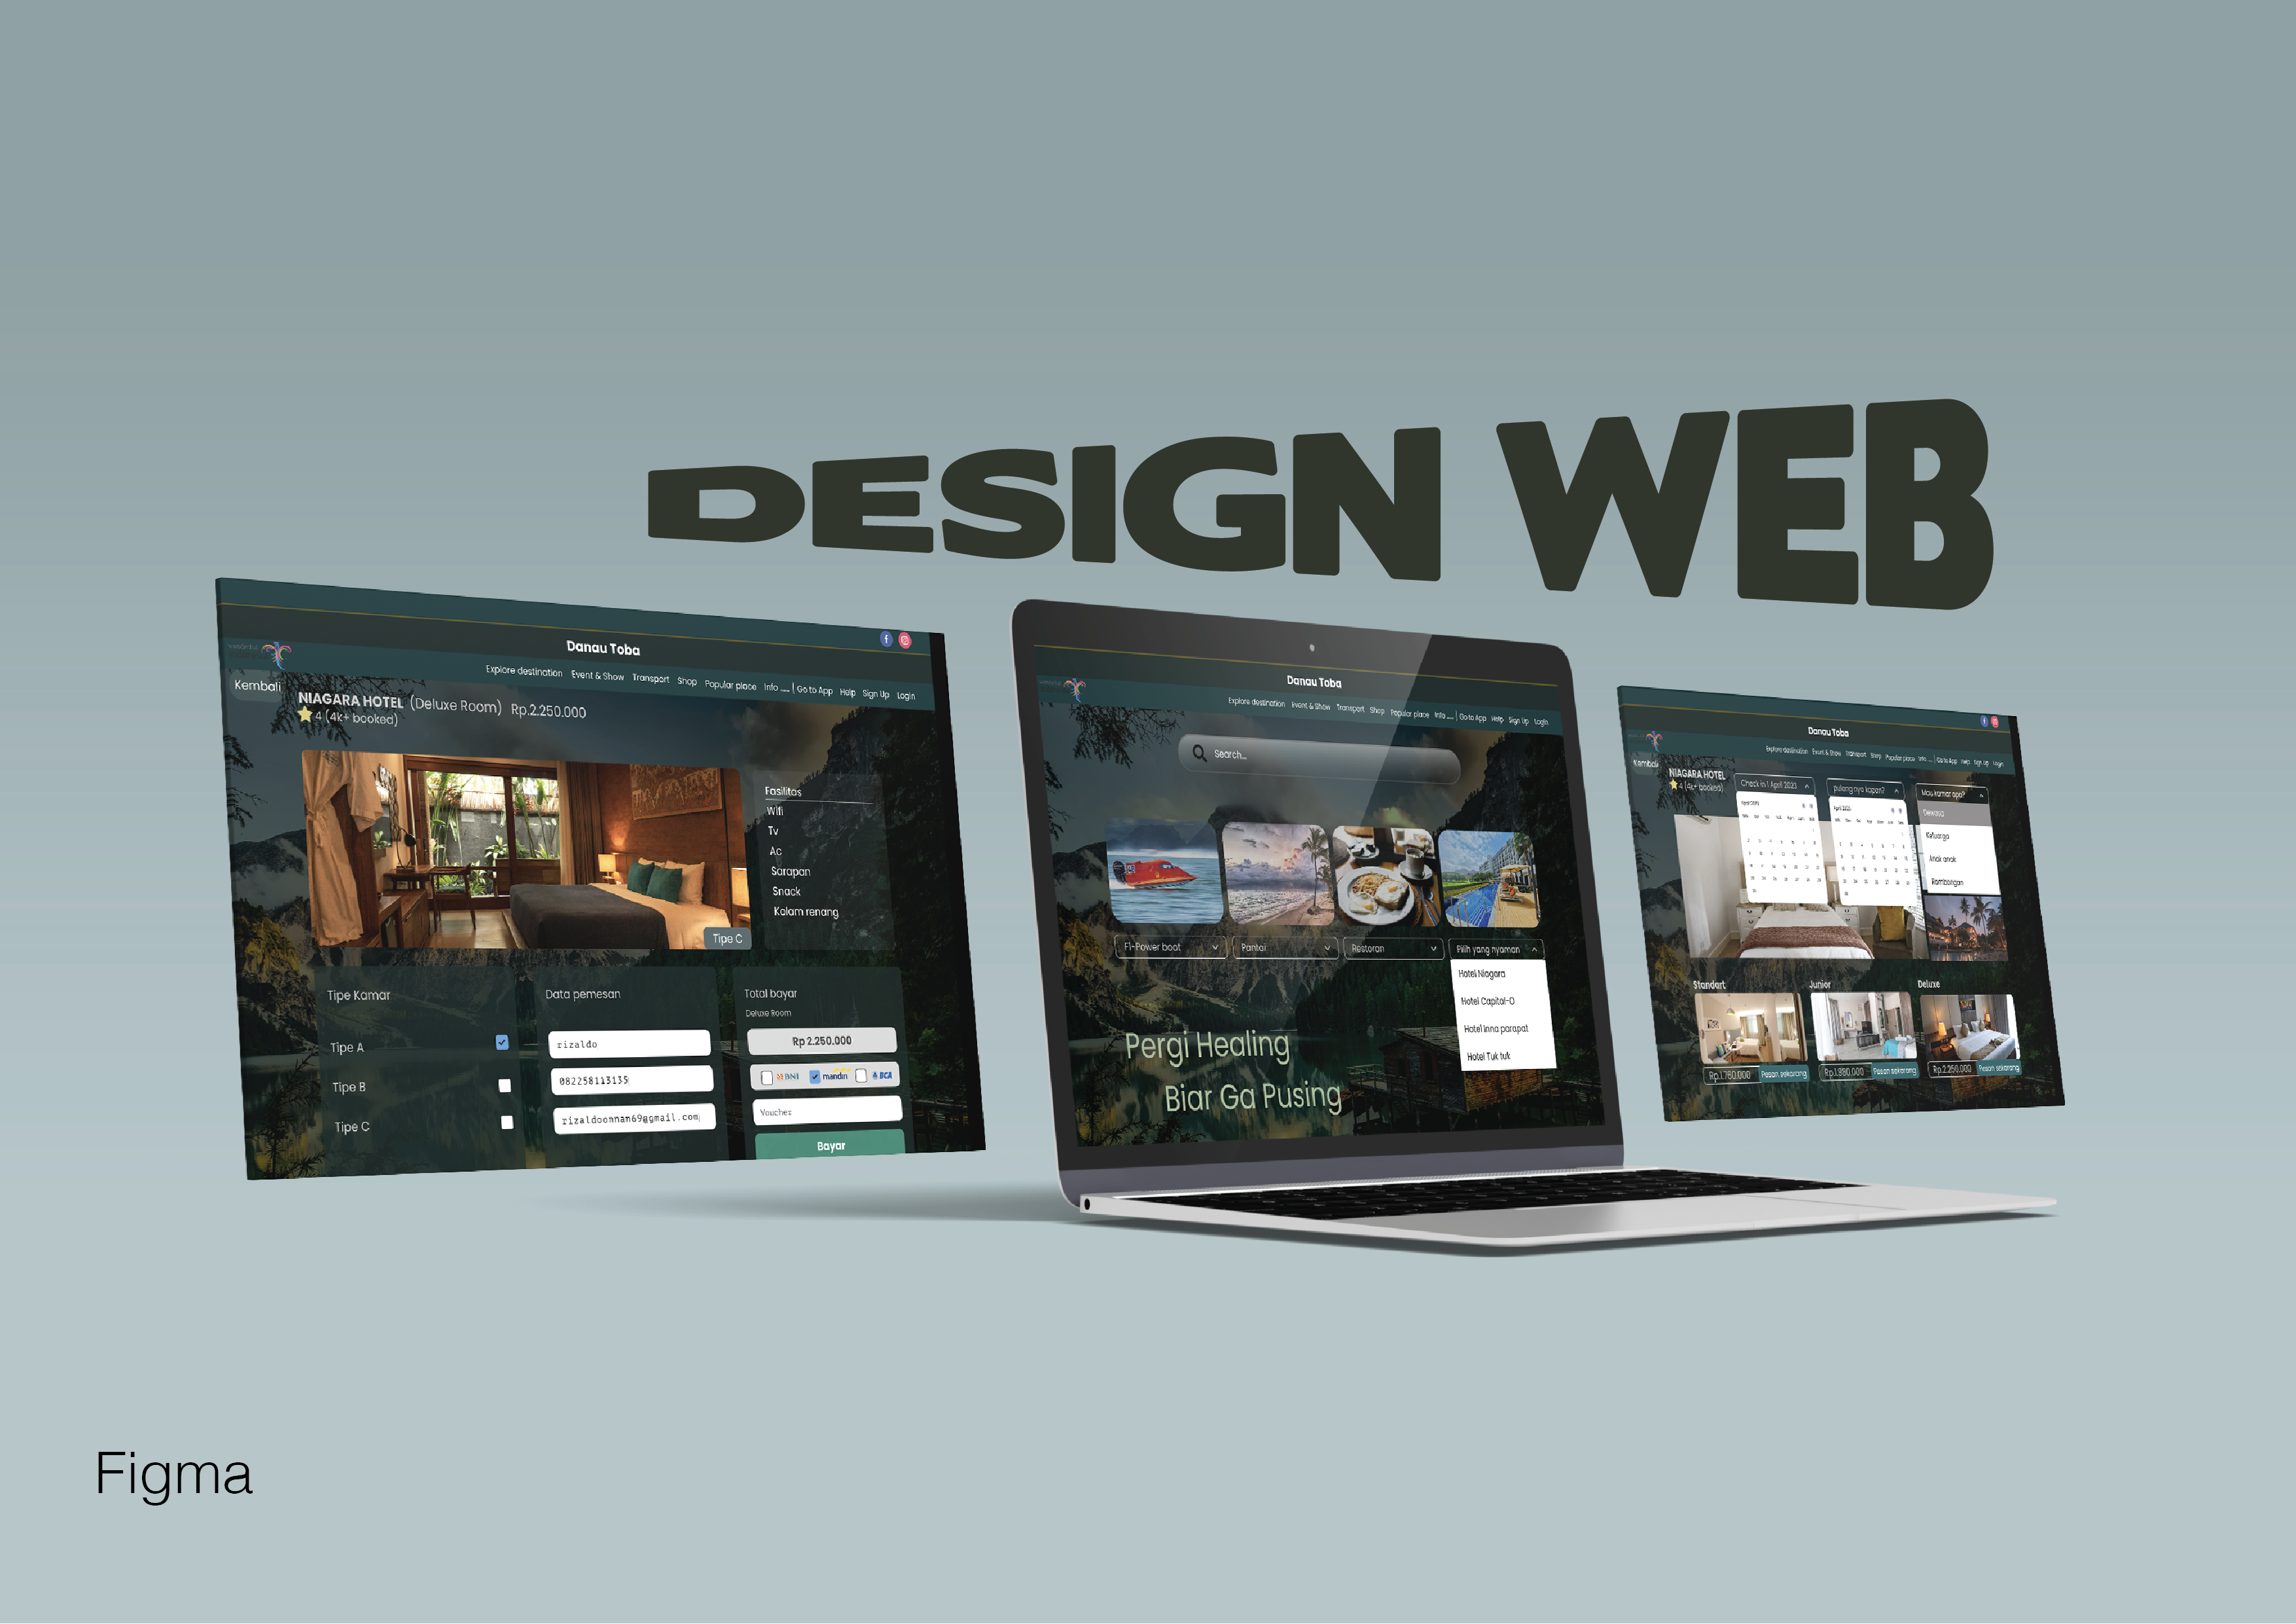 DESIGN WEB
Danau Toba
Explore destination Event & Show Transport Shop Popular place Info ..... | Go to App Help Sign Up Login
Kembali
NIAGARA HOTEL (Deluxe Room) Rp.2.250.000
4 (4k+ booked)
Fasilitas
Wifi
Tv
Ac
Sarapan
Snack
Kolam renang
Tipe C
Tipe Kamar
Tipe A
Tipe B
Tipe C
Data pemesan
rizaldo
082258113135
rizaldoonnam69@gmail.com
Total bayar
Deluxe Room
Rp 2.250.000
BNI mandiri BCA
Voucher
Bayar
Danau Toba
Explore destination Event & Show Transport Shop Popular place Info ..... | Go to App Help Sign Up Login
Search...
F1-Power boat
Pantai
Restoran
Pilih yang nyaman
Hotel Niagara
Hotel Capital-O
Hotel Inna parapat
Hotel Tuk tuk
Pergi Healing
Biar Ga Pusing
Danau Toba
Explore destination Event & Show Transport Shop Popular place Info ..... | Go to App Help Sign Up Login
Kembali
NIAGARA HOTEL
4 (4k+ booked)
Check in 1 April 2023
pulang nya kapan?
Mau kamar apa?
April 2023
April 2023
Dewasa
Keluarga
Anak anak
Rombongan
Standart
Junior
Deluxe
Rp.1.760.000 Pesan sekarang
Rp.1.980.000 Pesan sekarang
Rp.2.250.000 Pesan sekarang
Figma